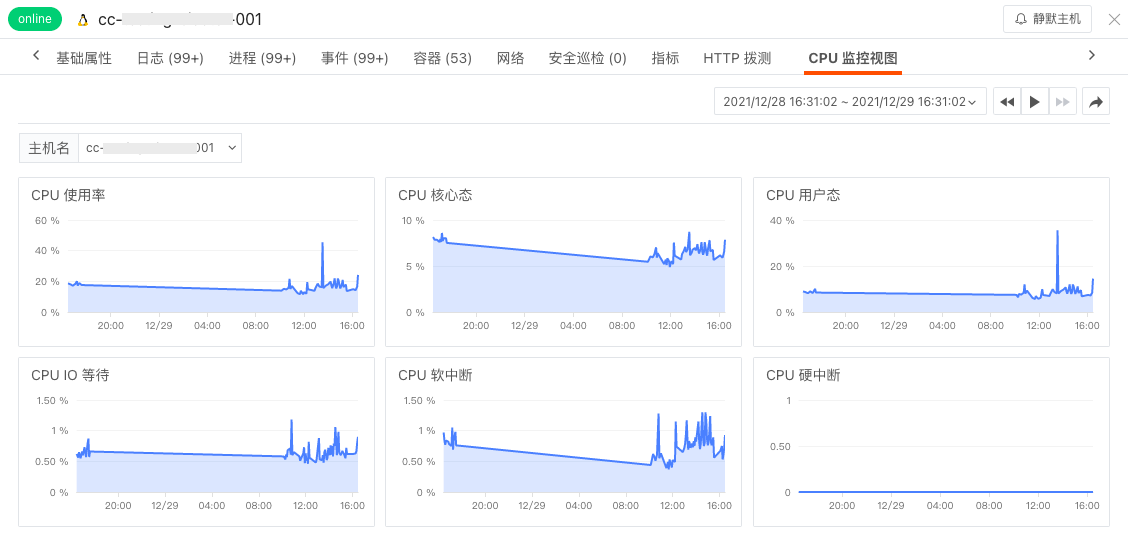 online cc- -001 静默主机
基础属性 日志 (99+) 进程 (99+) 事件 (99+) 容器 (53) 网络 安全巡检 (0) 指标 HTTP 拨测 CPU 监控视图
2021/12/28 16:31:02 ~ 2021/12/29 16:31:02
主机名 cc- 001
CPU 使用率
60 %
40 %
20 %
0 %
20:00 12/29 04:00 08:00 12:00 16:00
CPU 核心态
10 %
5 %
0 %
20:00 12/29 04:00 08:00 12:00 16:00
CPU 用户态
40 %
20 %
0 %
20:00 12/29 04:00 08:00 12:00 16:00
CPU IO 等待
1.50 %
1 %
0.50 %
0 %
20:00 12/29 04:00 08:00 12:00 16:00
CPU 软中断
1.50 %
1 %
0.50 %
0 %
20:00 12/29 04:00 08:00 12:00 16:00
CPU 硬中断
1
0.50
0
20:00 12/29 04:00 08:00 12:00 16:00